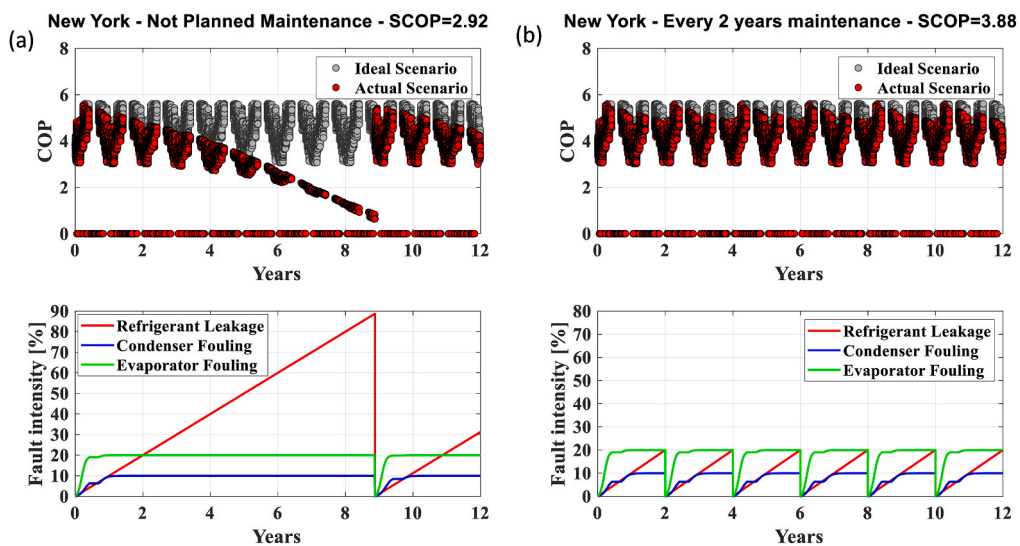 New York - Not Planned Maintenance - SCOP=2.92
(a)
8
6
4
2
0
COP
Ideal Scenario
Actual Scenario
0 2 4 6 8 10 12
Years
90
80
70
60
50
40
30
20
10
0
Fault intensity [%]
Refrigerant Leakage
Condenser Fouling
Evaporator Fouling
0 2 4 6 8 10 12
Years
New York - Every 2 years maintenance - SCOP=3.88
(b)
8
6
4
2
0
COP
Ideal Scenario
Actual Scenario
0 2 4 6 8 10 12
Years
80
70
60
50
40
30
20
10
0
Fault intensity [%]
Refrigerant Leakage
Condenser Fouling
Evaporator Fouling
0 2 4 6 8 10 12
Years